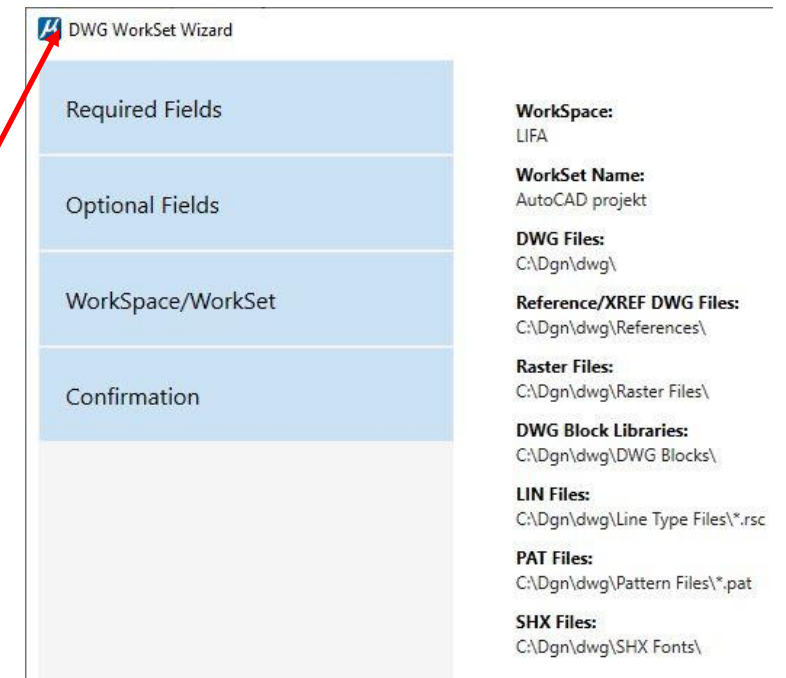 DWG WorkSet Wizard
Required Fields
Optional Fields
WorkSpace/WorkSet
Confirmation
WorkSpace:
LIFA
WorkSet Name:
AutoCAD projekt
DWG Files:
C:\Dgn\dwg\
Reference/XREF DWG Files:
C:\Dgn\dwg\References\
Raster Files:
C:\Dgn\dwg\Raster Files\
DWG Block Libraries:
C:\Dgn\dwg\DWG Blocks\
LIN Files:
C:\Dgn\dwg\Line Type Files\*.rsc
PAT Files:
C:\Dgn\dwg\Pattern Files\*.pat
SHX Files:
C:\Dgn\dwg\SHX Fonts\